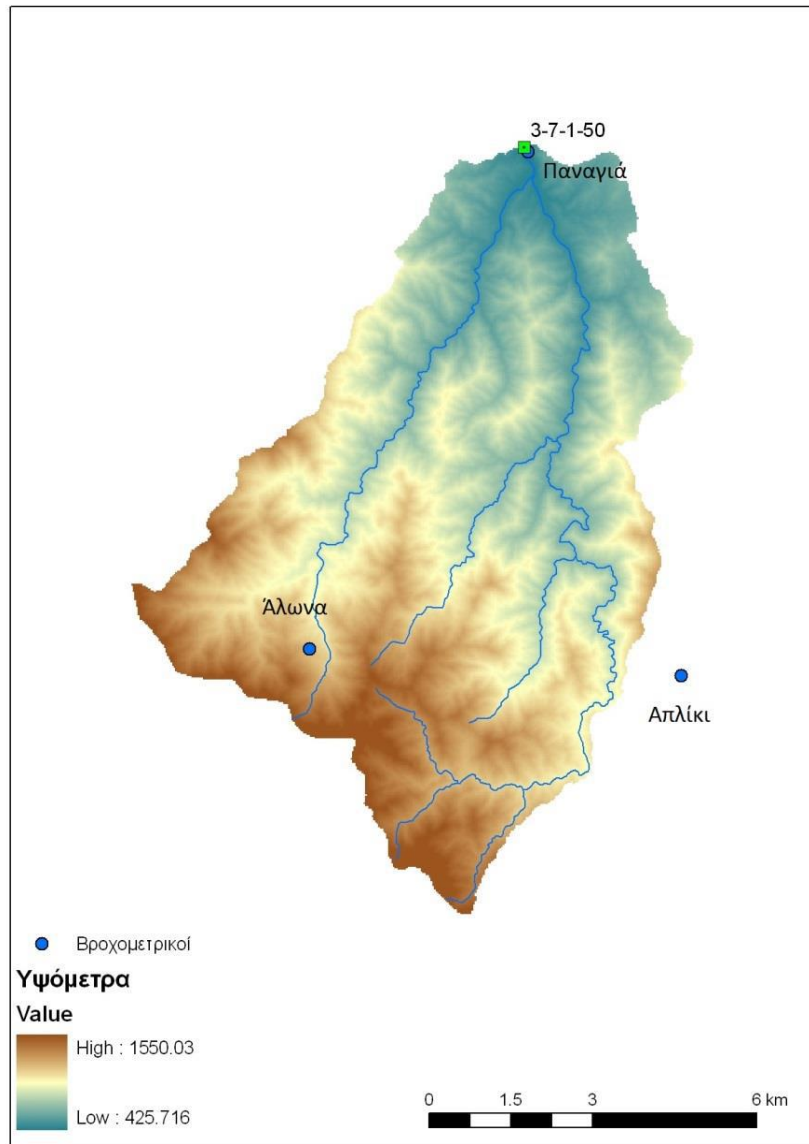 3-7-1-50
Παναγιά
Άλωνα
Απλίκι
Βροχομετρικοί
Υψόμετρα
Value
High : 1550.03
Low : 425.716
0 1.5 3 6 km